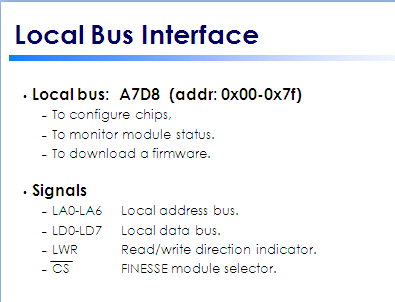 Local Bus Interface
• Local bus: A7D8 (addr: 0x00-0x7f)
– To configure chips,
– To monitor module status.
– To download a firmware.
• Signals
– LA0-LA6 Local address bus.
– LD0-LD7 Local data bus.
– LWR Read/write direction indicator.
– C̅S̅ FINESSE module selector.